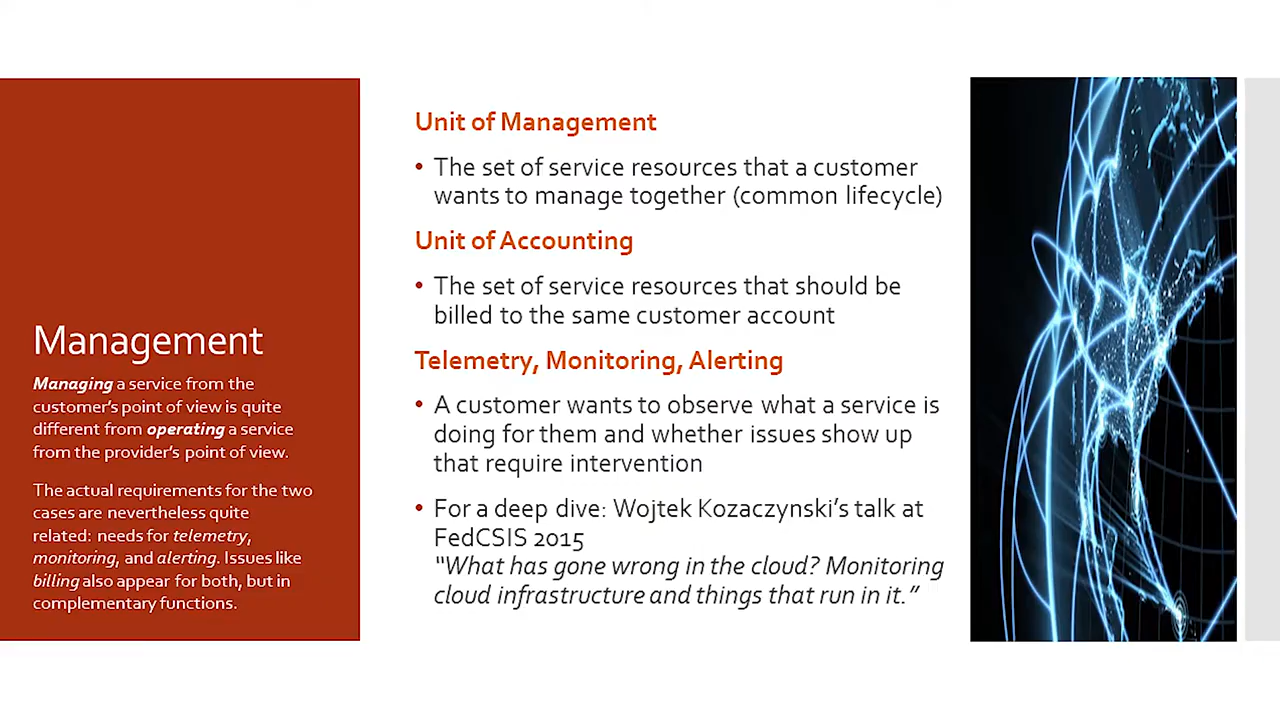 Management
Managing a service from the
customer's point of view is quite
different from operating a service
from the provider's point of view.
The actual requirements for the two
cases are nevertheless quite
related: needs for telemetry,
monitoring, and alerting. Issues like
billing also appear for both, but in
complementary functions.
Unit of Management
• The set of service resources that a customer
wants to manage together (common lifecycle)
Unit of Accounting
• The set of service resources that should be
billed to the same customer account
Telemetry, Monitoring, Alerting
• A customer wants to observe what a service is
doing for them and whether issues show up
that require intervention
• For a deep dive: Wojtek Kozaczynski's talk at
FedCSIS 2015
“What has gone wrong in the cloud? Monitoring
cloud infrastructure and things that run in it.”